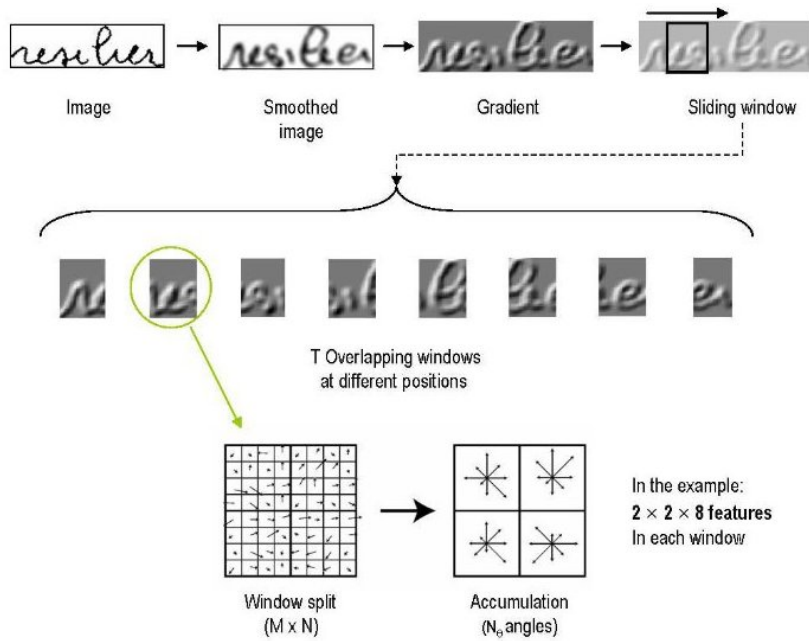 resilier
Image
Smoothed
image
Gradient
Sliding window
T Overlapping windows
at different positions
Window split
(M x N)
Accumulation
(Nθ angles)
In the example:
2 × 2 × 8 features
In each window